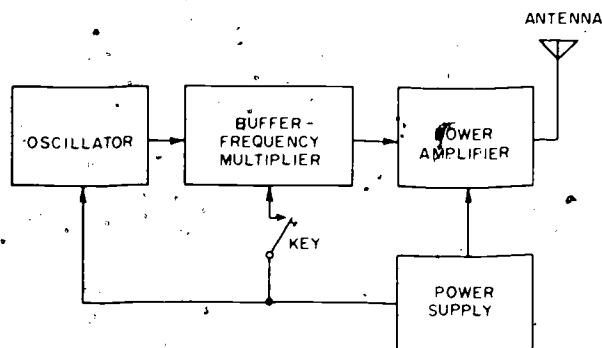 ANTENNA
OSCILLATOR
BUFFER-
FREQUENCY
MULTIPLIER
POWER
AMPLIFIER
KEY
POWER
SUPPLY